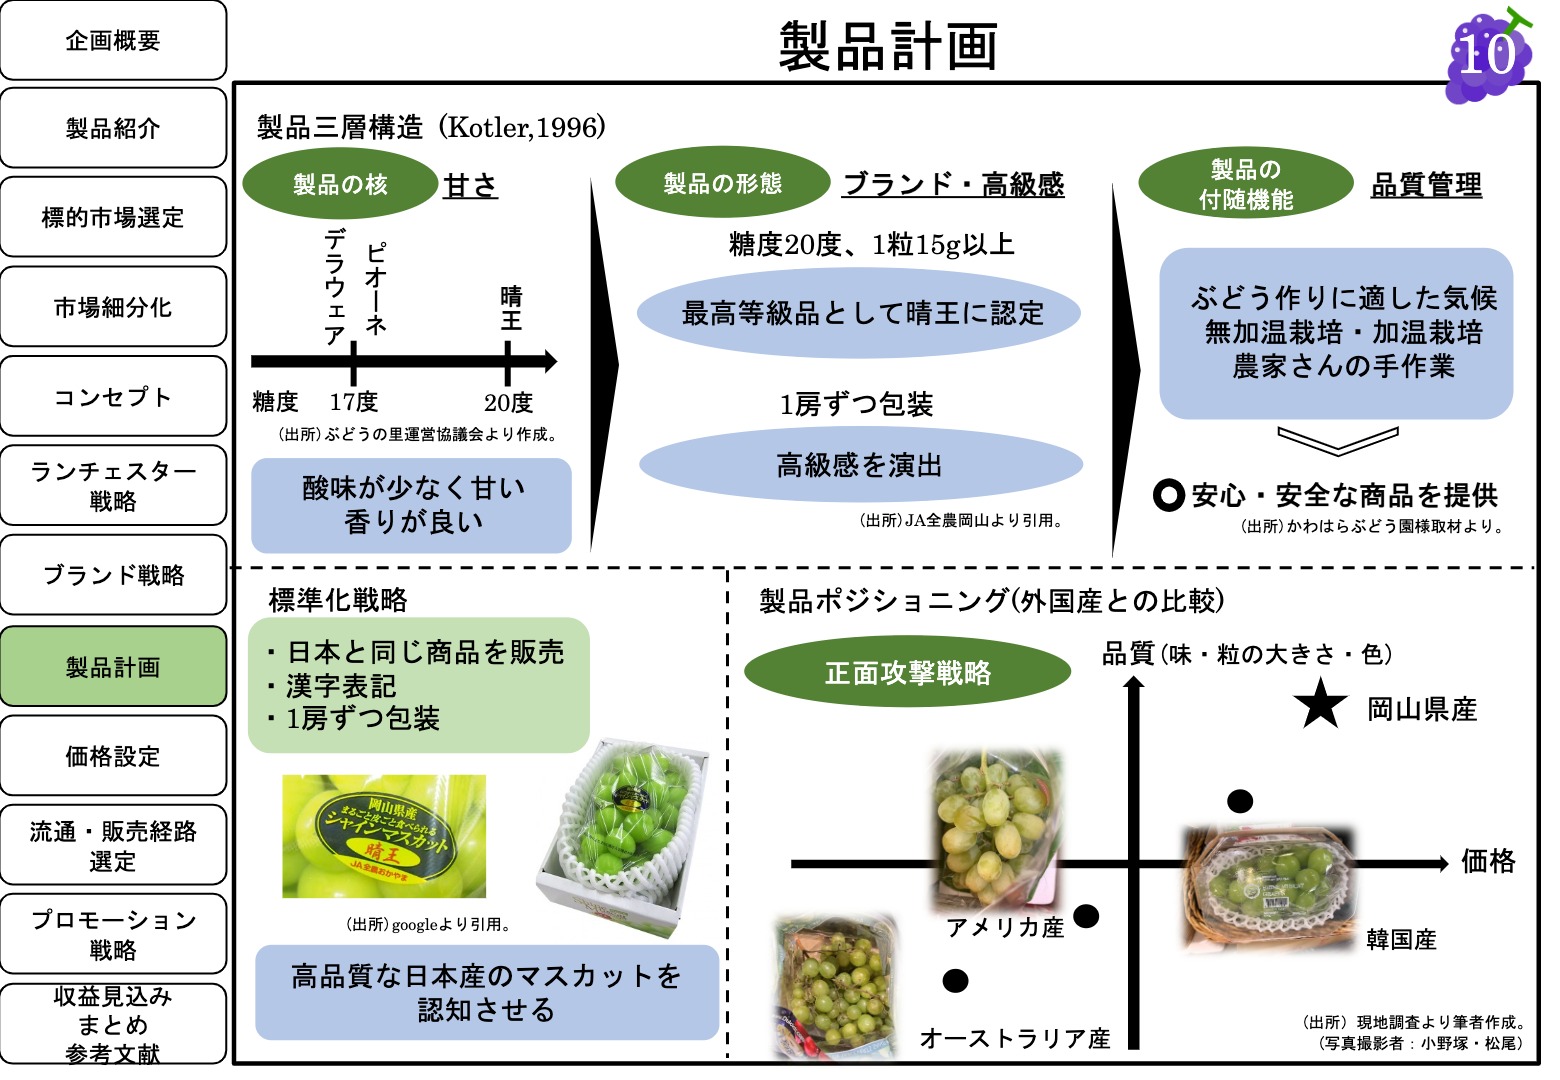 製品計画
10
企画概要
製品紹介
標的市場選定
市場細分化
コンセプト
ランチェスター
戦略
ブランド戦略
製品計画
価格設定
流通・販売経路
選定
プロモーション
戦略
収益見込み
まとめ
参考文献
製品三層構造 (Kotler,1996)
製品の核
甘さ
デラウェア
ピオーネ
晴王
糖度
17度
20度
(出所)ぶどうの里運営協議会より作成。
酸味が少なく甘い
香りが良い
製品の形態
ブランド・高級感
糖度20度、1粒15g以上
最高等級品として晴王に認定
1房ずつ包装
高級感を演出
(出所)JA全農岡山より引用。
製品の
付随機能
品質管理
ぶどう作りに適した気候
無加温栽培・加温栽培
農家さんの手作業
安心・安全な商品を提供
(出所)かわはらぶどう園様取材より。
標準化戦略
・日本と同じ商品を販売
・漢字表記
・1房ずつ包装
岡山県産
まるごと皮ごと食べられる
シャインマスカット
晴王
JA全農おかやま
(出所)googleより引用。
高品質な日本産のマスカットを
認知させる
製品ポジショニング(外国産との比較)
正面攻撃戦略
品質(味・粒の大きさ・色)
岡山県産
価格
アメリカ産
韓国産
オーストラリア産
(出所) 現地調査より筆者作成。
(写真撮影者：小野塚・松尾)